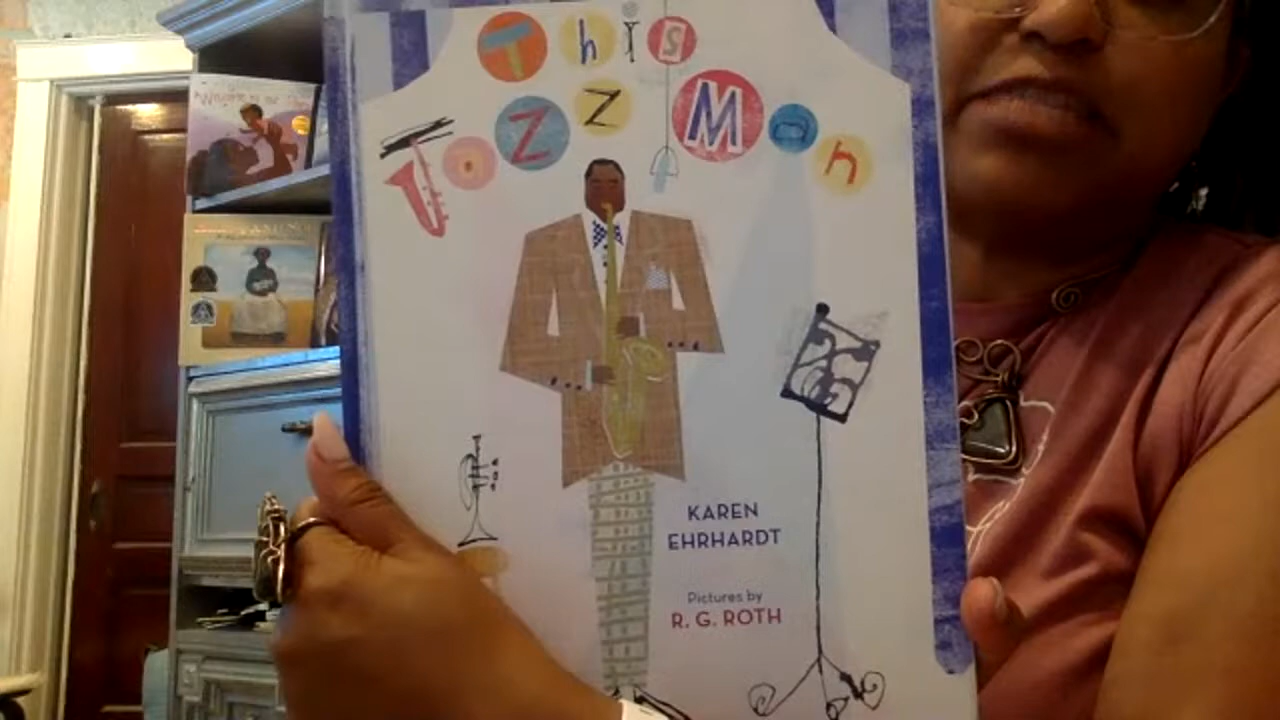 This
Jazz Man
KAREN
EHRHARDT
Pictures by
R. G. ROTH